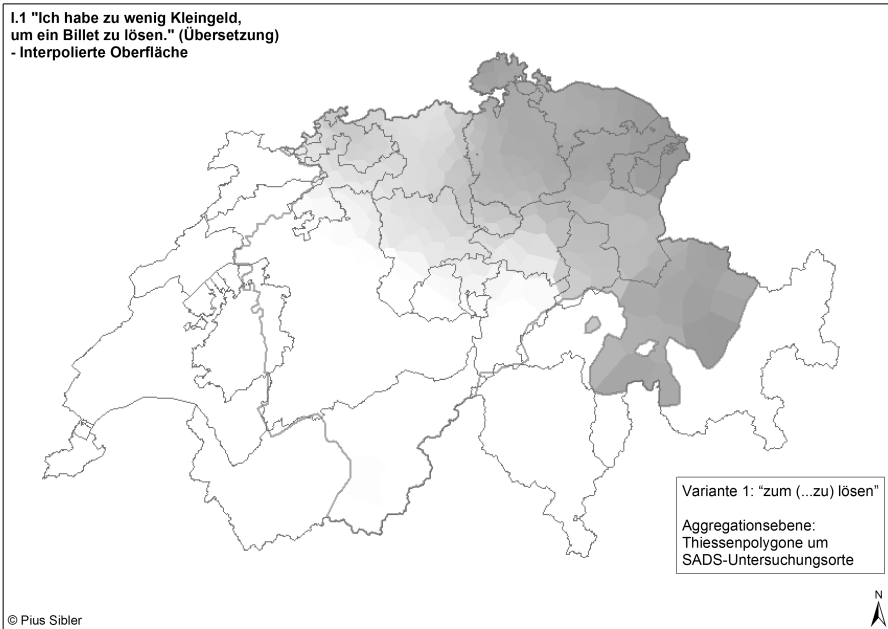 I.1 "Ich habe zu wenig Kleingeld,
um ein Billet zu lösen." (Übersetzung)
- Interpolierte Oberfläche
Variante 1: “zum (...zu) lösen”
Aggregationsebene:
Thiessenpolygone um
SADS-Untersuchungsorte
N
© Pius Sibler